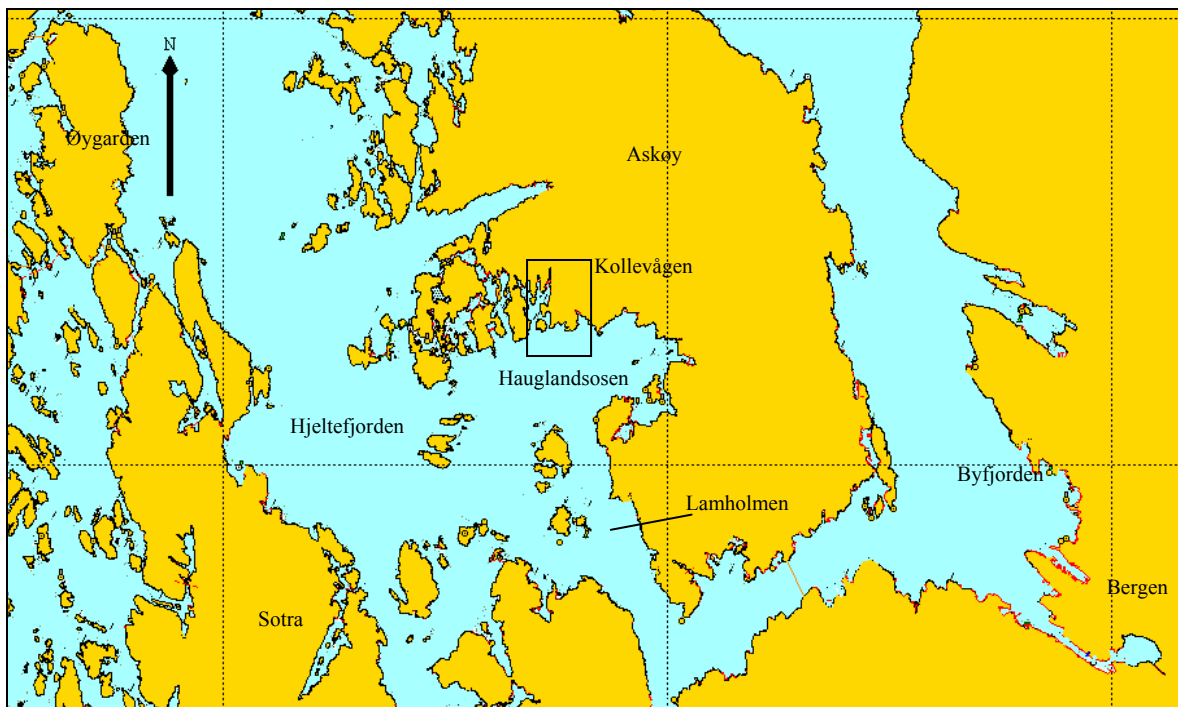 N
Øygarden
Askøy
Kollevågen
Hauglandsosen
Hjeltefjorden
Byfjorden
Lamholmen
Bergen
Sotra